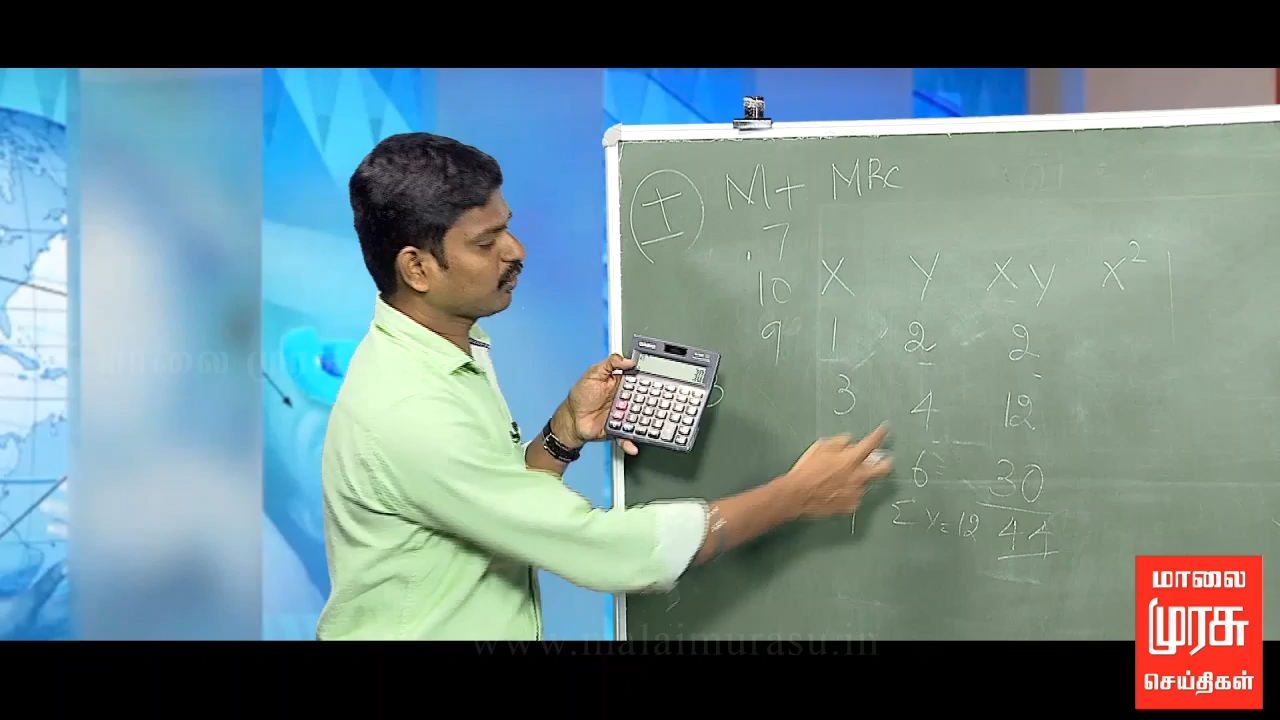 + M+ MRC
7
10
9
X Y XY X²
1 2 2
3 4 12
6 30
Σ Y = 12 44
மாலை
முரசு
செய்திகள்
www.malaimurasu.in